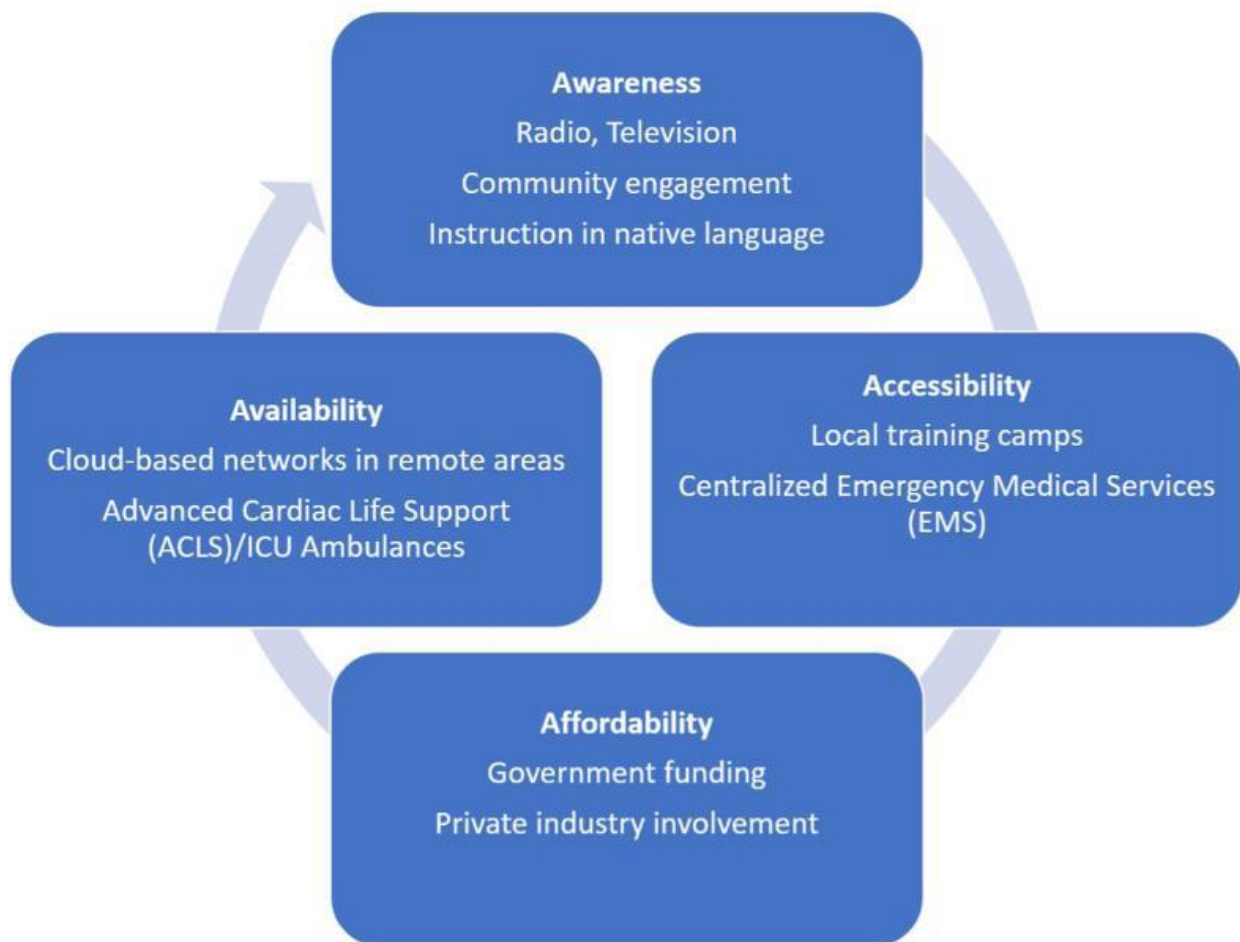 Awareness
Radio, Television
Community engagement
Instruction in native language
Availability
Cloud-based networks in remote areas
Advanced Cardiac Life Support
(ACLS)/ICU Ambulances
Accessibility
Local training camps
Centralized Emergency Medical Services
(EMS)
Affordability
Government funding
Private industry involvement